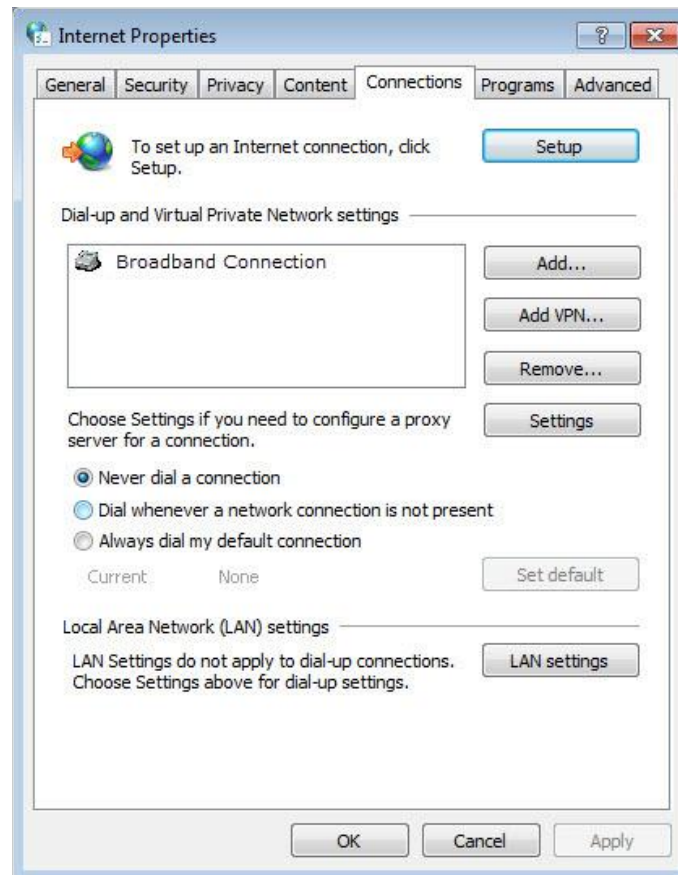 Internet Properties
General Security Privacy Content Connections Programs Advanced
To set up an Internet connection, click
Setup.
Setup
Dial-up and Virtual Private Network settings
Broadband Connection
Add...
Add VPN...
Remove...
Choose Settings if you need to configure a proxy
server for a connection.
Settings
Never dial a connection
Dial whenever a network connection is not present
Always dial my default connection
Current None
Set default
Local Area Network (LAN) settings
LAN Settings do not apply to dial-up connections.
Choose Settings above for dial-up settings.
LAN settings
OK Cancel Apply